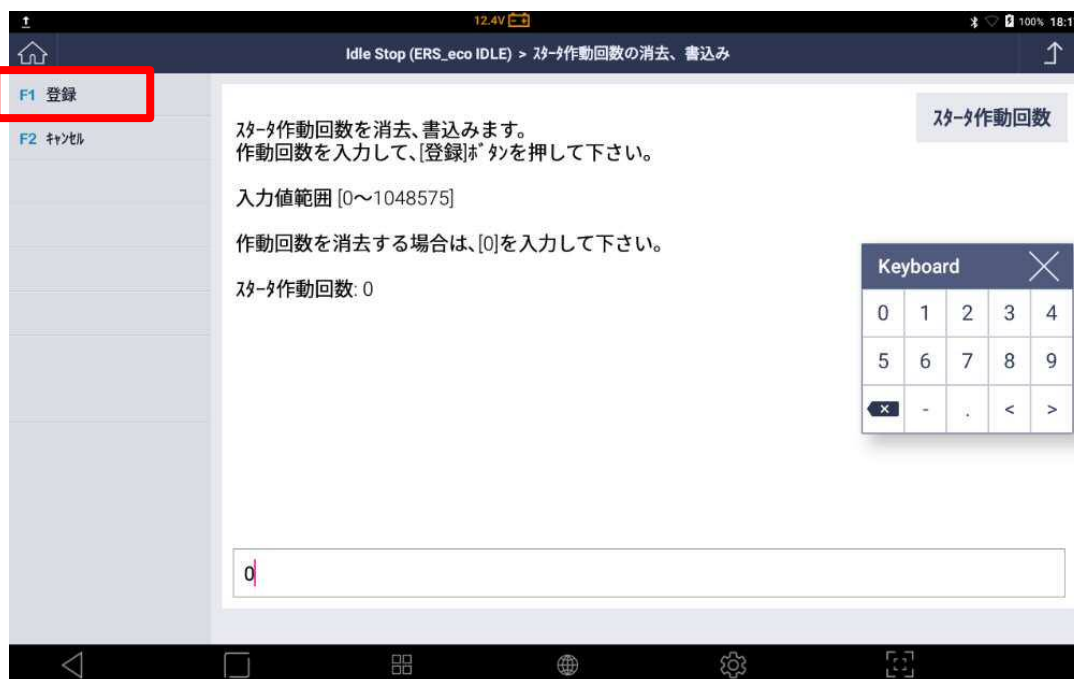 12.4V
100% 18:1
Idle Stop (ERS_eco IDLE) > ｽﾀｰﾀ作動回数の消去、書込み
F1 登録
F2 ｷｬﾝｾﾙ
ｽﾀｰﾀ作動回数
ｽﾀｰﾀ作動回数を消去、書込みます。
作動回数を入力して、[登録]ﾎﾞﾀﾝを押して下さい。
入力値範囲 [0～1048575]
作動回数を消去する場合は、[0]を入力して下さい。
ｽﾀｰﾀ作動回数: 0
Keyboard
0 1 2 3 4
5 6 7 8 9
- . < >
0